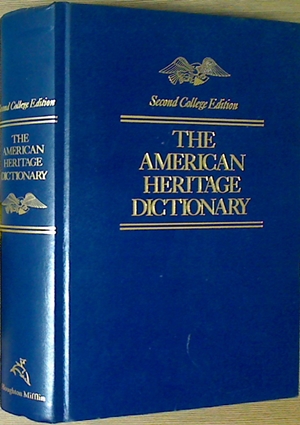 Second College Edition
THE
AMERICAN
HERITAGE
DICTIONARY
Second College Edition
THE
AMERICAN
HERITAGE
DICTIONARY
Houghton Mifflin